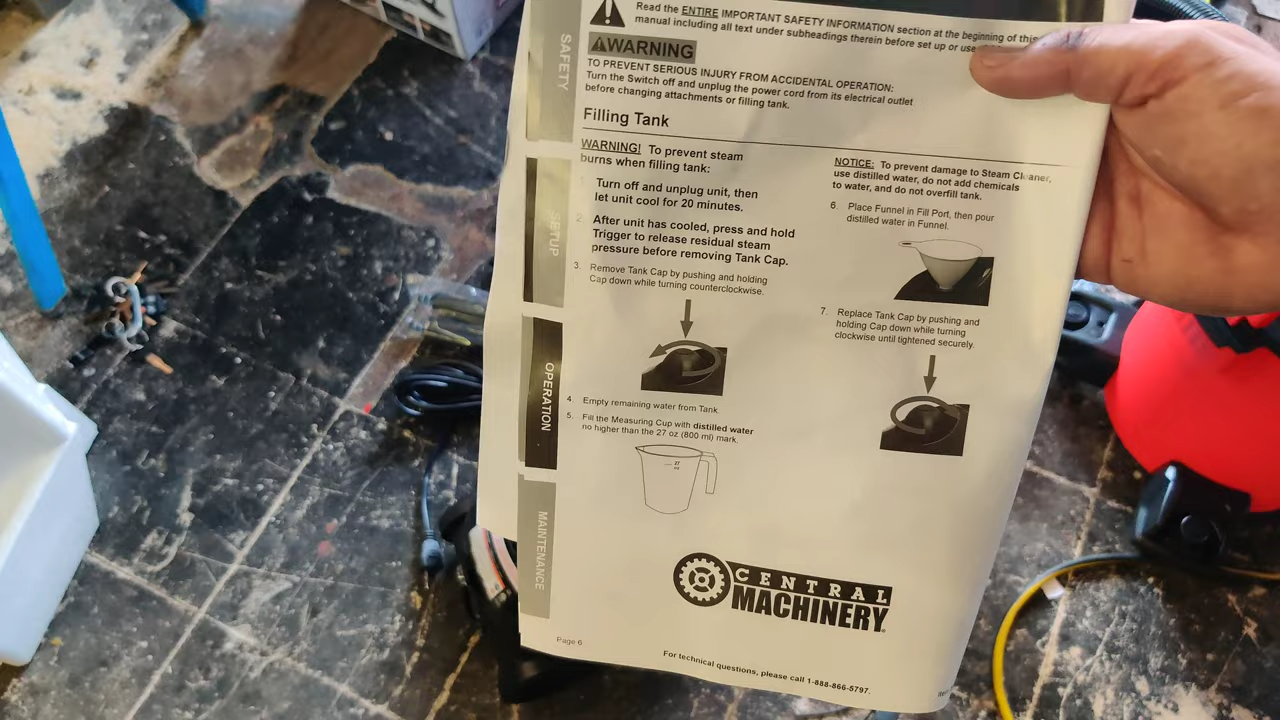 Read the ENTIRE IMPORTANT SAFETY INFORMATION section at the beginning of this
manual including all text under subheadings therein before set up or use
WARNING
TO PREVENT SERIOUS INJURY FROM ACCIDENTAL OPERATION:
Turn the Switch off and unplug the power cord from its electrical outlet
before changing attachments or filling tank.
Filling Tank
WARNING! To prevent steam
burns when filling tank:
1. Turn off and unplug unit, then
let unit cool for 20 minutes.
2. After unit has cooled, press and hold
Trigger to release residual steam
pressure before removing Tank Cap.
3. Remove Tank Cap by pushing and holding
Cap down while turning counterclockwise.
4. Empty remaining water from Tank.
5. Fill the Measuring Cup with distilled water
no higher than the 27 oz (800 ml) mark.
27
oz
NOTICE: To prevent damage to Steam Cleaner,
use distilled water, do not add chemicals
to water, and do not overfill tank.
6. Place Funnel in Fill Port, then pour
distilled water in Funnel.
7. Replace Tank Cap by pushing and
holding Cap down while turning
clockwise until tightened securely.
SAFETY
SETUP
OPERATION
MAINTENANCE
CENTRAL
MACHINERY
Page 6
For technical questions, please call 1-888-866-5797.